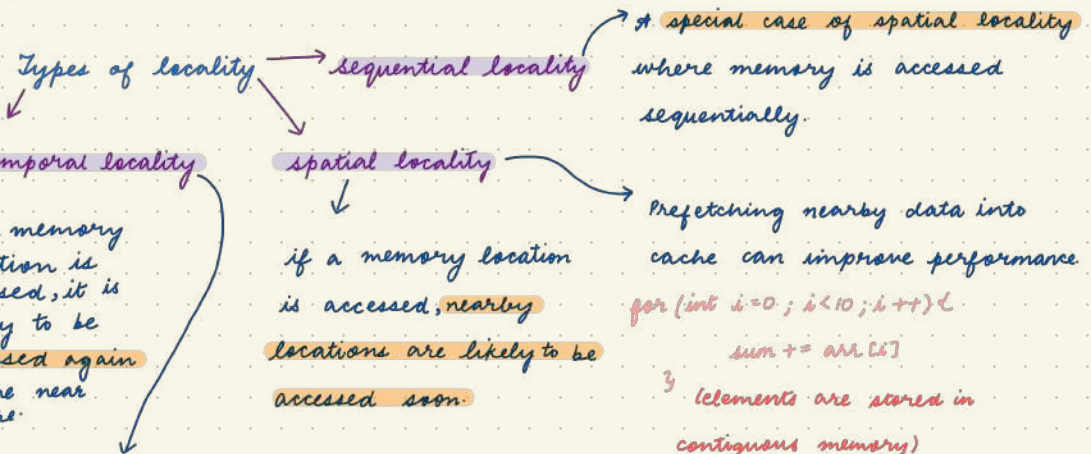 Types of locality
sequential locality
A special case of spatial locality
where memory is accessed
sequentially.
mporal locality
memory
tion is
sed, it is
y to be
sed again
e near
e.
spatial locality
if a memory location
is accessed, nearby
locations are likely to be
accessed soon.
Prefetching nearby data into
cache can improve performance
for (int i=0 ; i<10 ; i++) {
sum += arr [i]
}
(elements are stored in
contiguous memory)